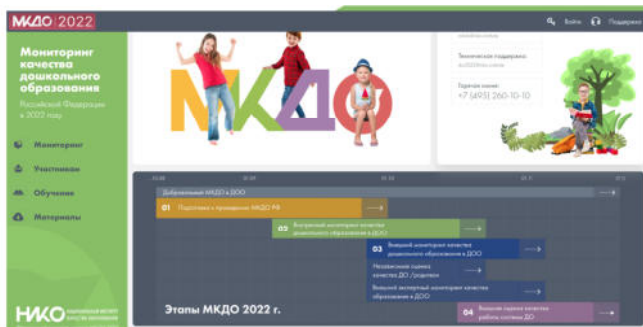 МКДО 2022
Войти
Поддержка
Мониторинг
качества
дошкольного
образования
Российской Федерации
в 2022 году
Мониторинг
Участникам
Обучение
Материалы
НИКО
МКДО
Техническая поддержка:
Горячая линия:
+7 (495) 260-10-10
Добровольный МКДО в ДОО
01 Подготовка к проведению МКДО РФ
02 Внутренний мониторинг качества
дошкольного образования в ДОО
03 Внешний мониторинг качества
дошкольного образования в ДОО
Независимая оценка
качества ДО /родители
Внешний экспертный мониторинг качества
образования в ДОО
04 Внешняя оценка качества
работы системы ДО
Этапы МКДО 2022 г.